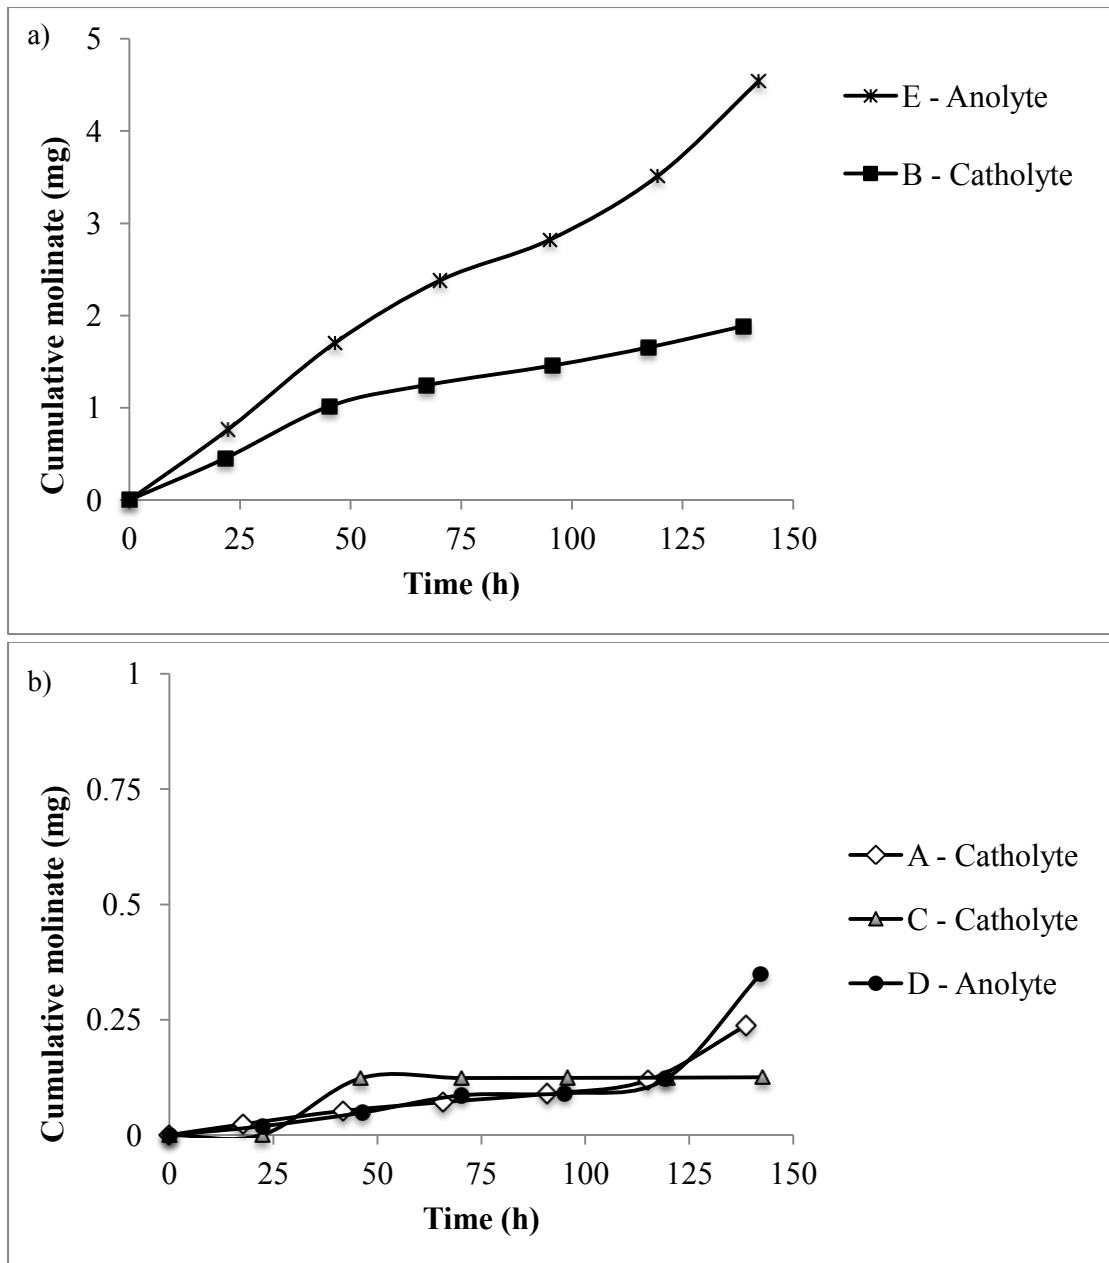 a)
5
4
3
2
1
0
Cumulative molinate (mg)
0 25 50 75 100 125 150
Time (h)
E - Anolyte
B - Catholyte
b)
1
0.75
0.5
0.25
0
Cumulative molinate (mg)
0 25 50 75 100 125 150
Time (h)
A - Catholyte
C - Catholyte
D - Anolyte